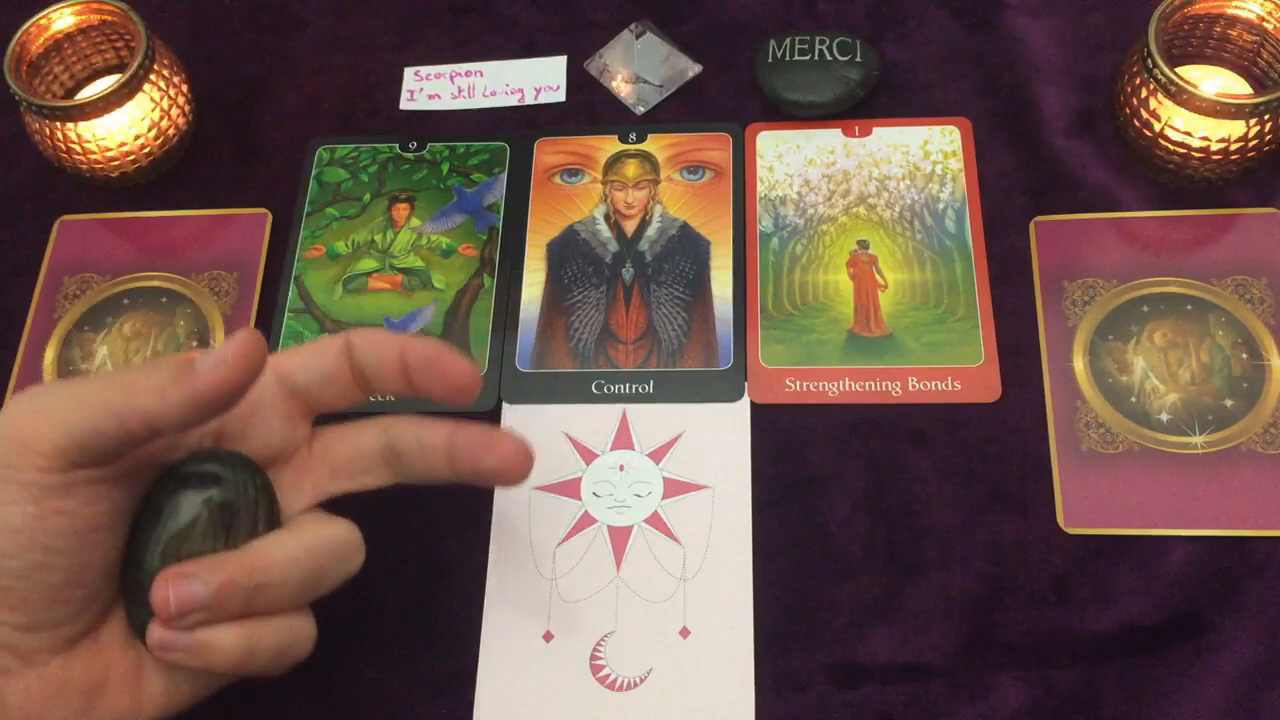 Scorpion
I'm still Loving you
MERCI
9
8
1
Control
Strengthening Bonds